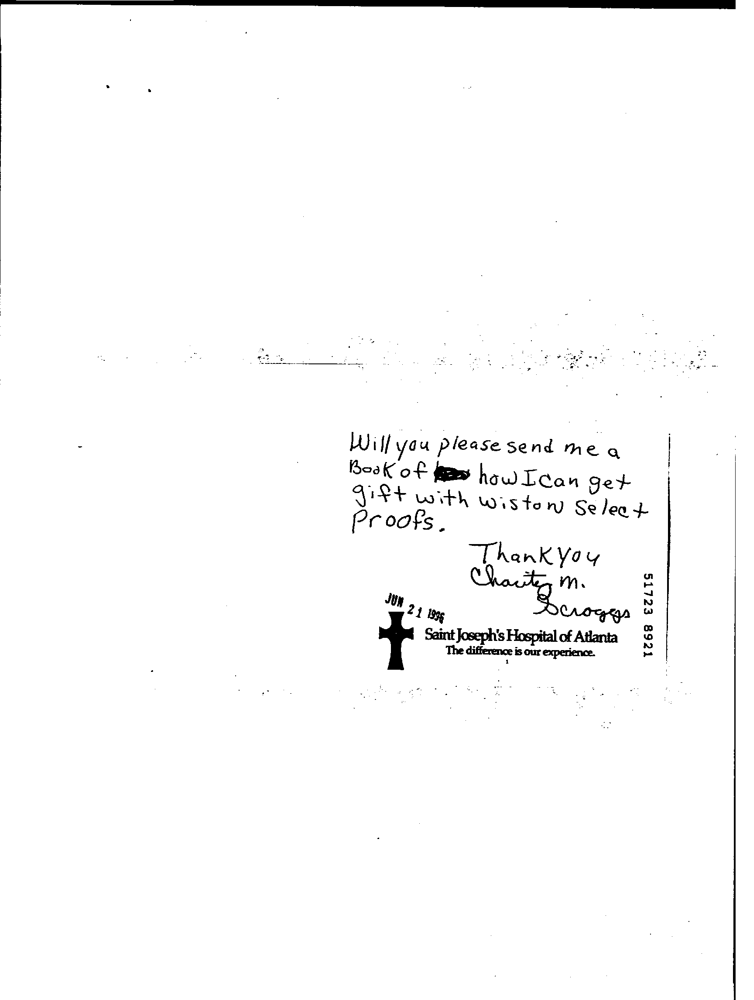 Will you please send me a
Book of how I can get
gift with wiston Select
Proofs.
Thank You
Charity M.
Scroggs
JUN 21 1996
Saint Joseph's Hospital of Atlanta
The difference is our experience.
51723 8921